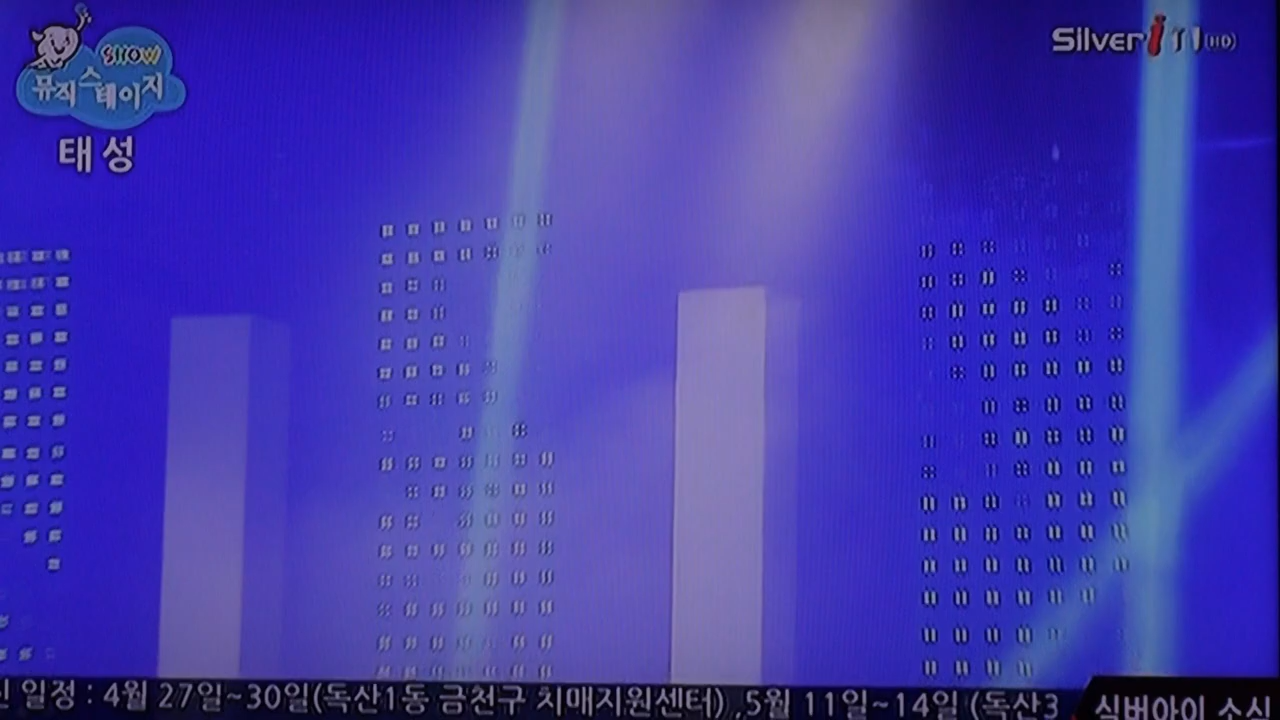 SHOW
뮤직스테이지
태성
Silver i TV (HD)
일정 : 4월 27일~30일(독산1동 금천구 치매지원센터) ,5월 11일~14일 (독산3
실버아이 소식